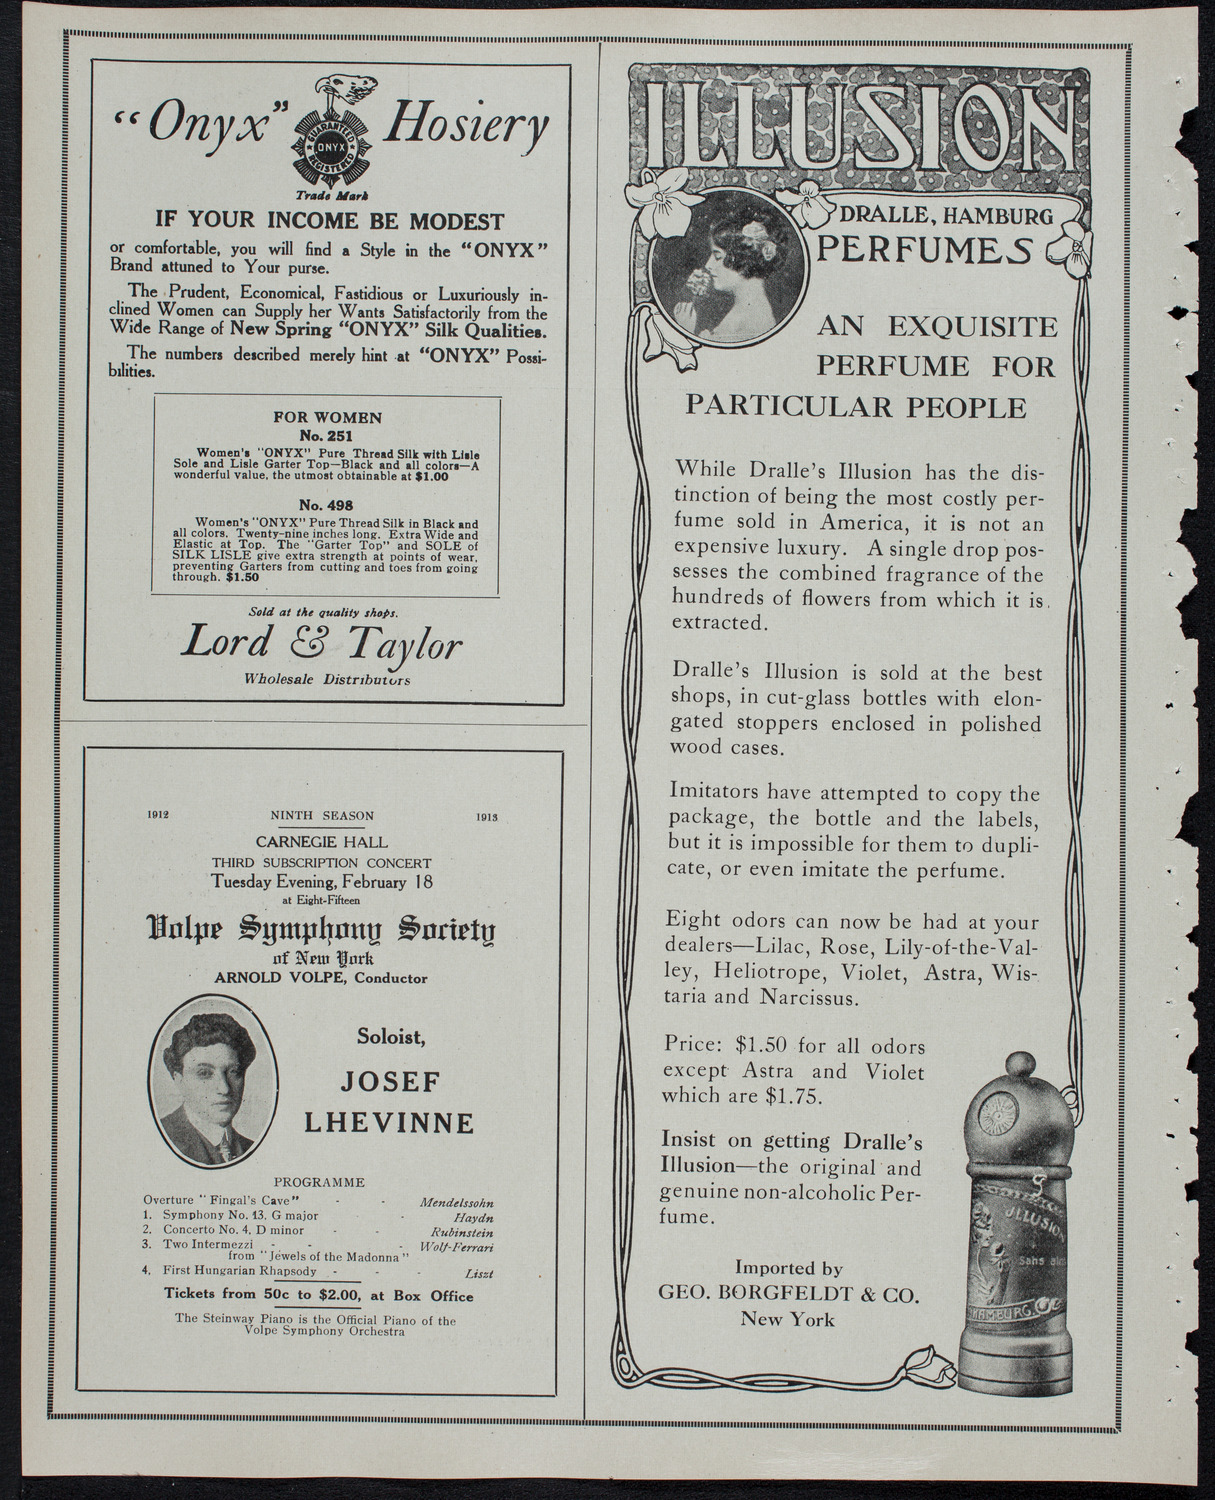 "Onyx" Hosiery
GUARANTEED
ONYX
REGISTERED
Trade Mark
IF YOUR INCOME BE MODEST
or comfortable, you will find a Style in the "ONYX"
Brand attuned to Your purse.
The Prudent, Economical, Fastidious or Luxuriously in-
clined Women can Supply her Wants Satisfactorily from the
Wide Range of New Spring "ONYX" Silk Qualities.
The numbers described merely hint at "ONYX" Possi-
bilities.
FOR WOMEN
No. 251
Women's "ONYX" Pure Thread Silk with Lisle
Sole and Lisle Garter Top—Black and all colors—A
wonderful value, the utmost obtainable at $1.00
No. 498
Women's "ONYX" Pure Thread Silk in Black and
all colors. Twenty-nine inches long. Extra Wide and
Elastic at Top. The "Garter Top" and SOLE of
SILK LISLE give extra strength at points of wear,
preventing Garters from cutting and toes from going
through. $1.50
Sold at the quality shops.
Lord & Taylor
Wholesale Distributors
1912 NINTH SEASON 1913
CARNEGIE HALL
THIRD SUBSCRIPTION CONCERT
Tuesday Evening, February 18
at Eight-Fifteen
Volpe Symphony Society
of New York
ARNOLD VOLPE, Conductor
Soloist,
JOSEF
LHEVINNE
PROGRAMME
Overture "Fingal's Cave" - - Mendelssohn
1. Symphony No. 13, G major - Haydn
2. Concerto No. 4, D minor - - Rubinstein
3. Two Intermezzi - - - Wolf-Ferrari
from "Jewels of the Madonna"
4. First Hungarian Rhapsody - - - Liszt
Tickets from 50c to $2.00, at Box Office
The Steinway Piano is the Official Piano of the
Volpe Symphony Orchestra
ILLUSION
DRALLE, HAMBURG
PERFUMES
AN EXQUISITE
PERFUME FOR
PARTICULAR PEOPLE
While Dralle's Illusion has the dis-
tinction of being the most costly per-
fume sold in America, it is not an
expensive luxury. A single drop pos-
sesses the combined fragrance of the
hundreds of flowers from which it is
extracted.
Dralle's Illusion is sold at the best
shops, in cut-glass bottles with elon-
gated stoppers enclosed in polished
wood cases.
Imitators have attempted to copy the
package, the bottle and the labels,
but it is impossible for them to dupli-
cate, or even imitate the perfume.
Eight odors can now be had at your
dealers—Lilac, Rose, Lily-of-the-Val-
ley, Heliotrope, Violet, Astra, Wis-
taria and Narcissus.
Price: $1.50 for all odors
except Astra and Violet
which are $1.75.
Insist on getting Dralle's
Illusion—the original and
genuine non-alcoholic Per-
fume.
Imported by
GEO. BORGFELDT & CO.
New York
ILLUSION
Sans
HAMBURG